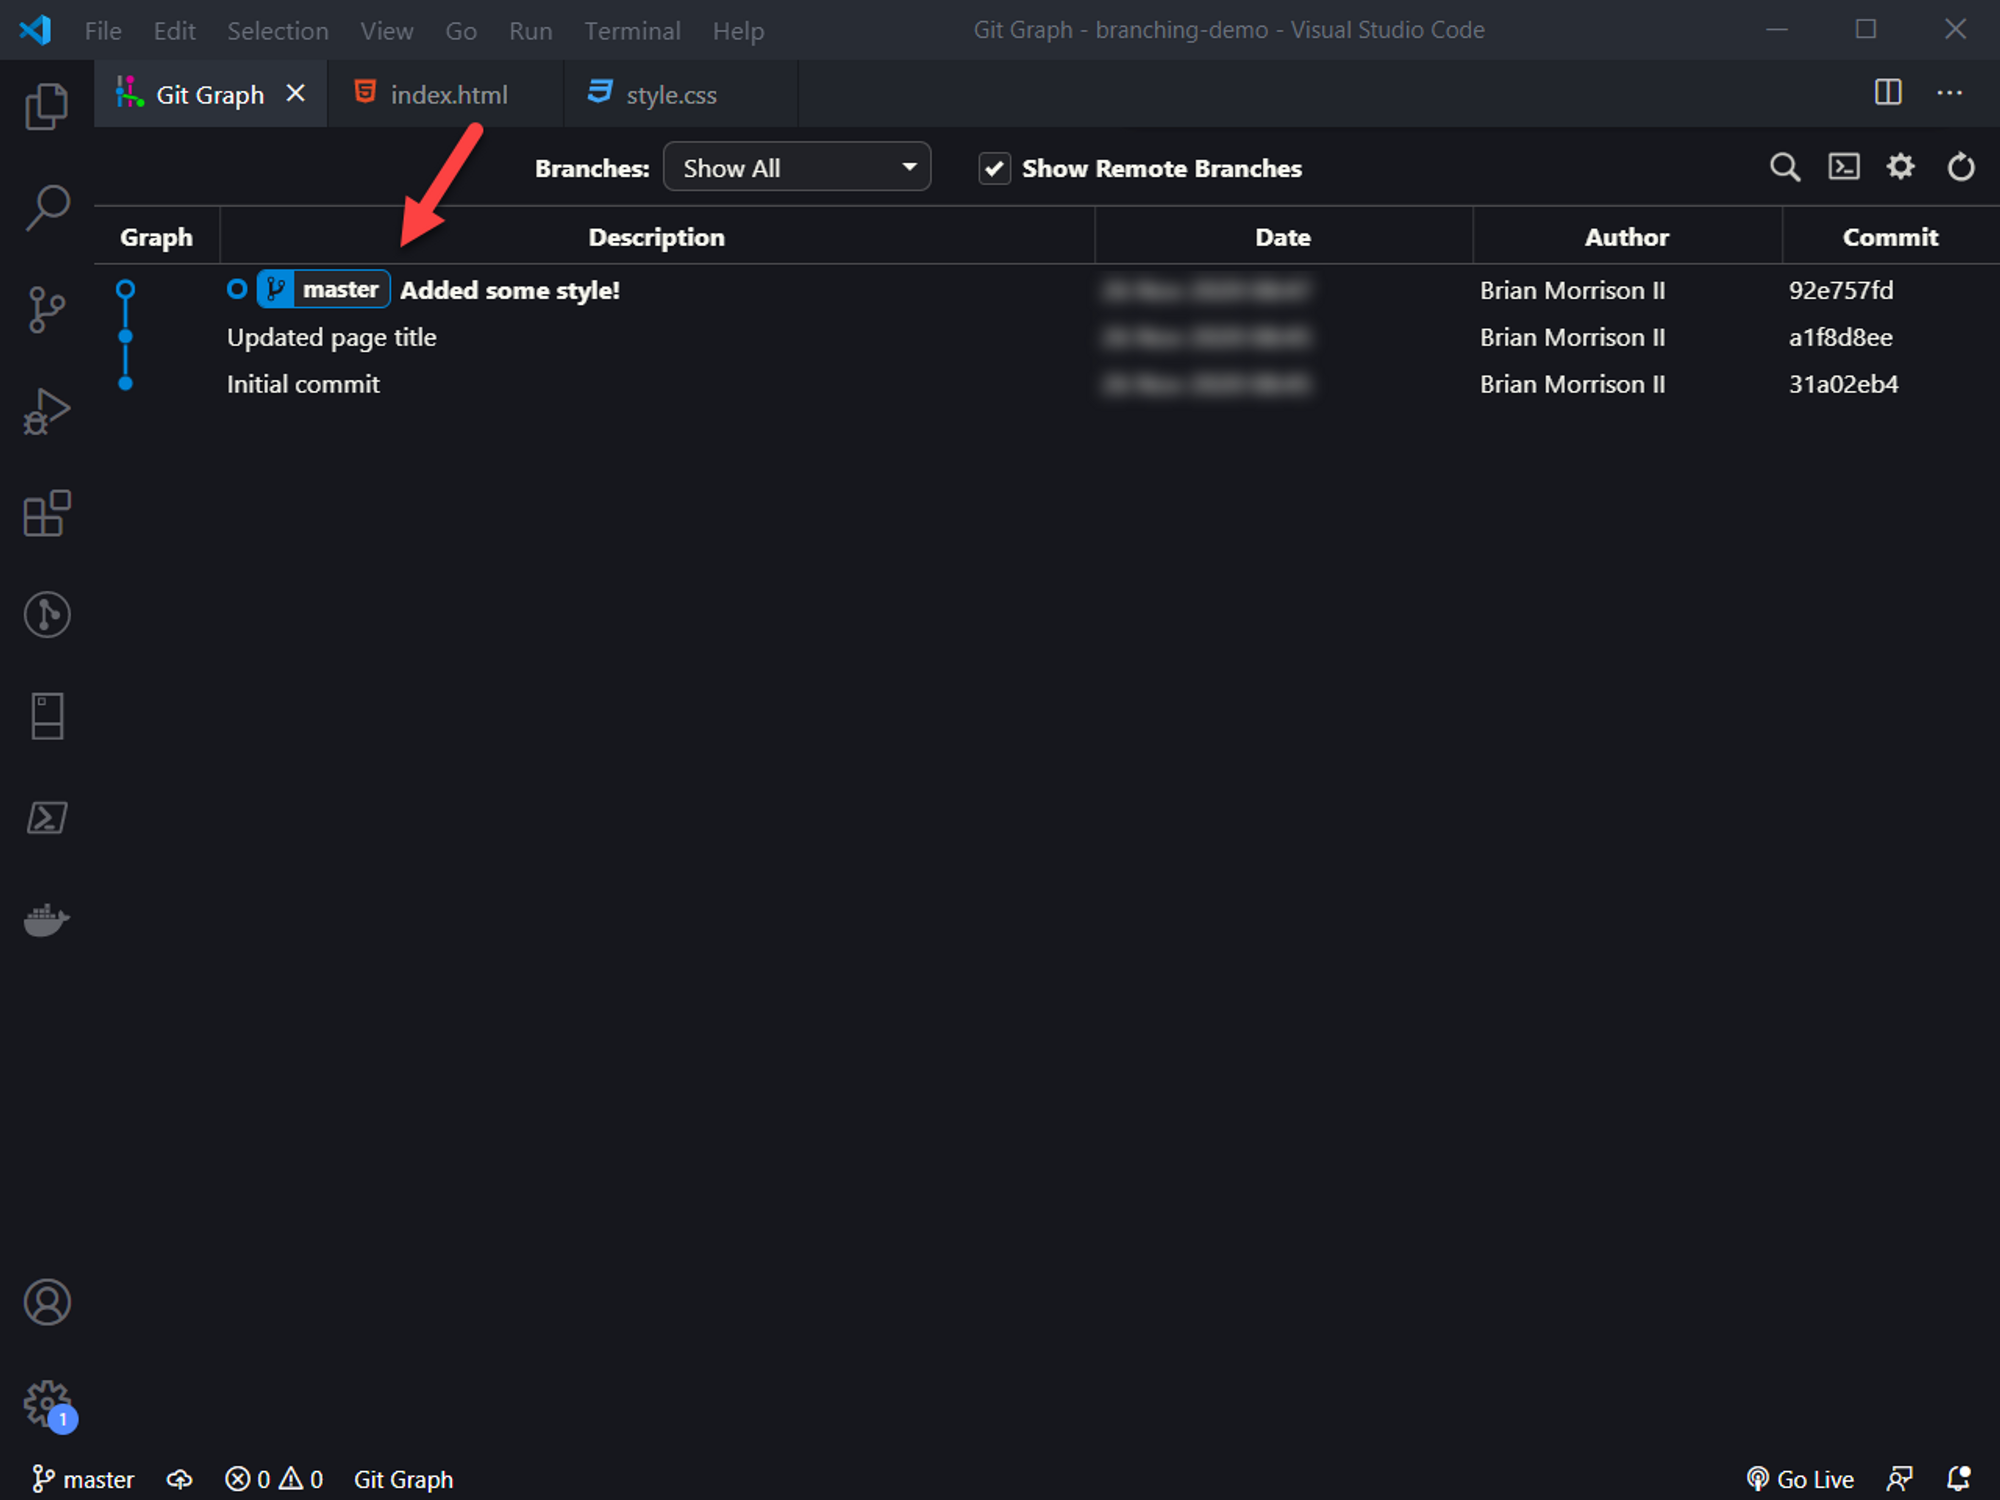 File Edit Selection View Go Run Terminal Help Git Graph - branching-demo - Visual Studio Code
Git Graph index.html style.css
Branches: Show All Show Remote Branches
Graph Description Date Author Commit
master Added some style! Brian Morrison II 92e757fd
Updated page title Brian Morrison II a1f8d8ee
Initial commit Brian Morrison II 31a02eb4
1
master 0 0 Git Graph Go Live